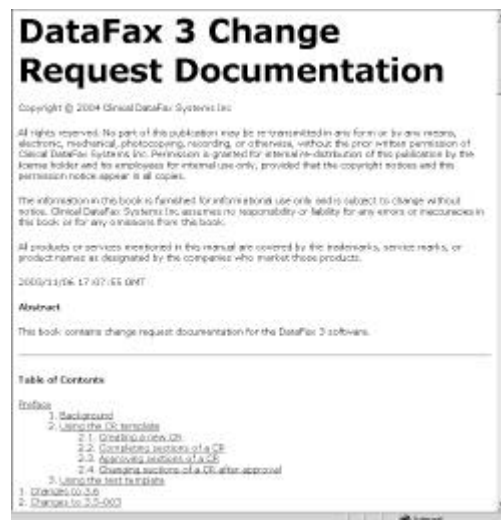 DataFax 3 Change
Request Documentation
Copyright © 2004 Clinical DataFax Systems Inc
All rights reserved. No part of this publication may be re-transmitted in any form or by any means,
electronic, mechanical, photocopying, recording, or otherwise, without the prior written permission of
Clinical DataFax Systems Inc. Permission is granted for internal re-distribution of this publication by the
license holder and his employees for internal use only, provided that the copyright notices and this
permission notice appear in all copies.
The information in this book is furnished for informational use only and is subject to change without
notice. Clinical DataFax Systems Inc assumes no responsibility or liability for any errors or inaccuracies in
this book or for any omissions from this book.
All products or services mentioned in this manual are covered by the trademarks, service marks, or
product names as designated by the companies who market those products.
17:07:55 GMT
Abstract
This book contains change request documentation for the DataFax 3 software.
Table of Contents
Preface
1. Background
2. Using the CR template
2.1. Creating a new CR
2.2. Completing sections of a CR
2.3. Approving sections of a CR
2.4. Changing sections of a CR after approval
3. Using the test template
1. Changes to 3.6
2. Changes to 3.5-003